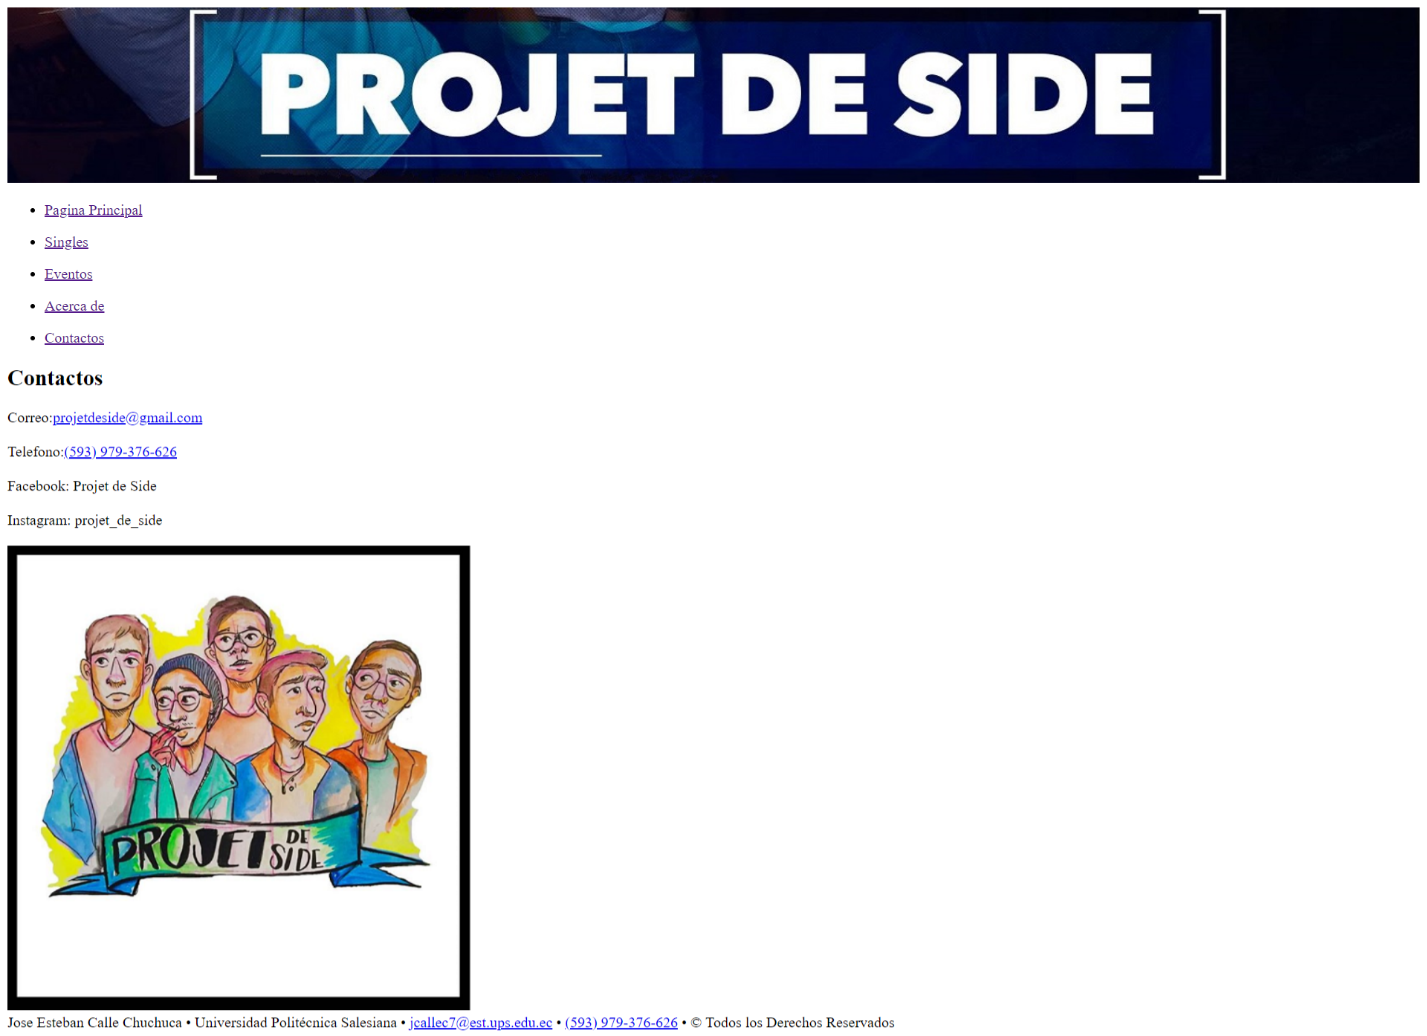 PROJET DE SIDE
Pagina Principal
Singles
Eventos
Acerca de
Contactos
Contactos
Correo:projetdeside@gmail.com
Telefono:(593) 979-376-626
Facebook: Projet de Side
Instagram: projet_de_side
PROJET DE SIDE
Jose Esteban Calle Chuchuca • Universidad Politécnica Salesiana • jcallec7@est.ups.edu.ec • (593) 979-376-626 • © Todos los Derechos Reservados